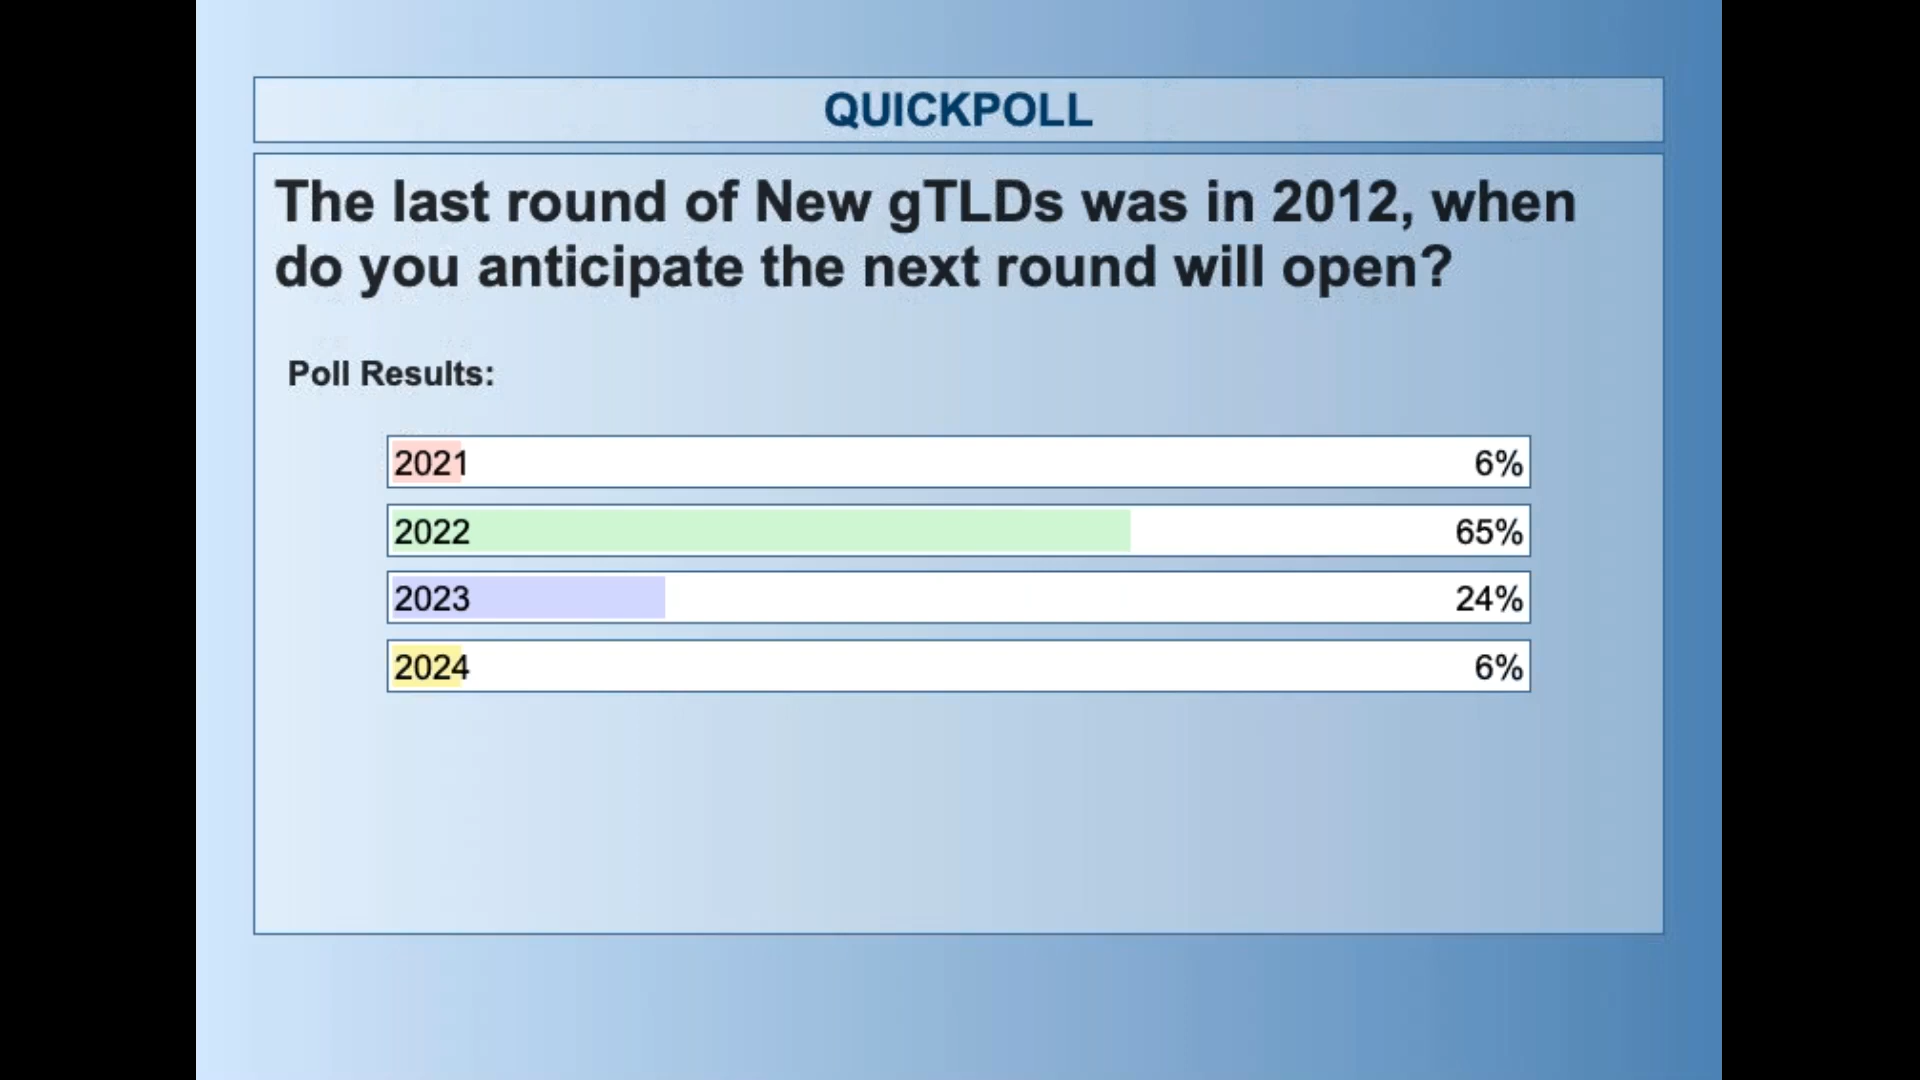 QUICKPOLL
The last round of New gTLDs was in 2012, when
do you anticipate the next round will open?
Poll Results:
2021 6%
2022 65%
2023 24%
2024 6%